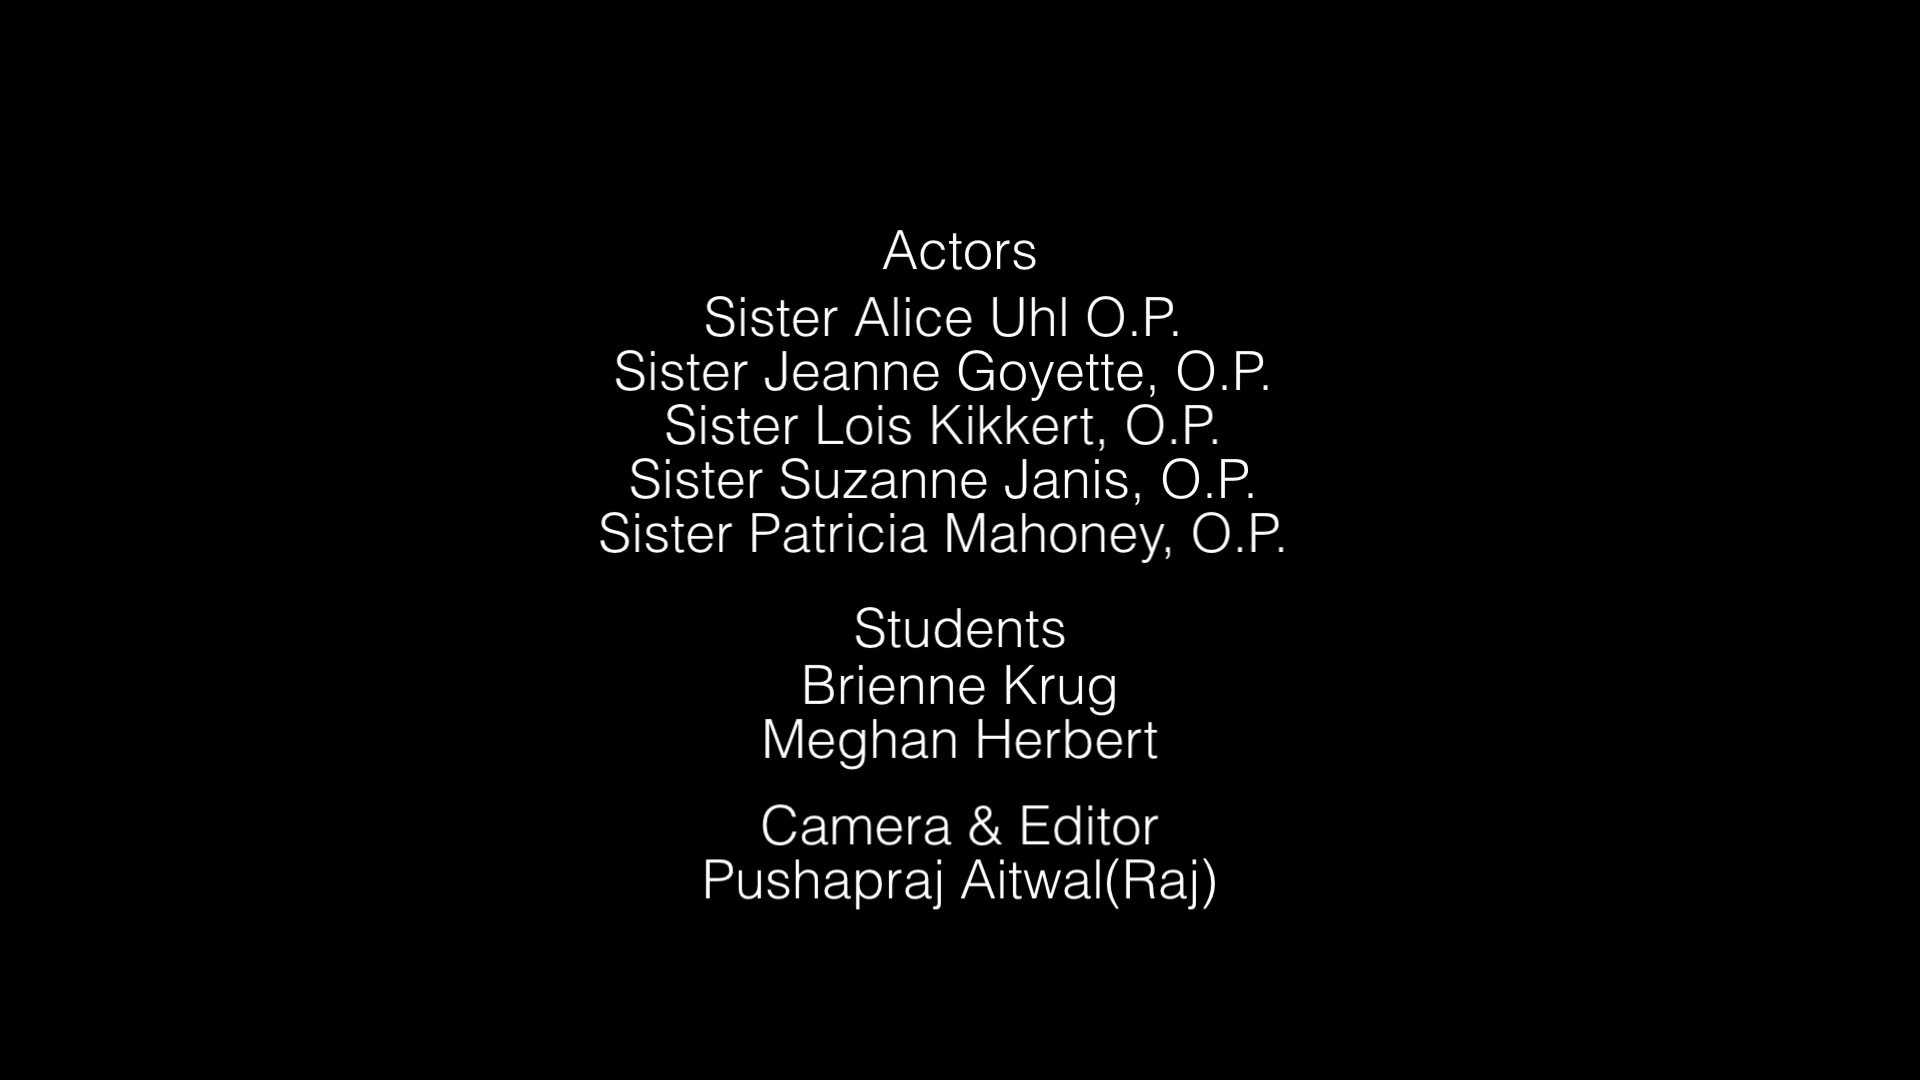 Actors
Sister Alice Uhl O.P.
Sister Jeanne Goyette, O.P.
Sister Lois Kikkert, O.P.
Sister Suzanne Janis, O.P.
Sister Patricia Mahoney, O.P.
Students
Brienne Krug
Meghan Herbert
Camera & Editor
Pushapraj Aitwal(Raj)